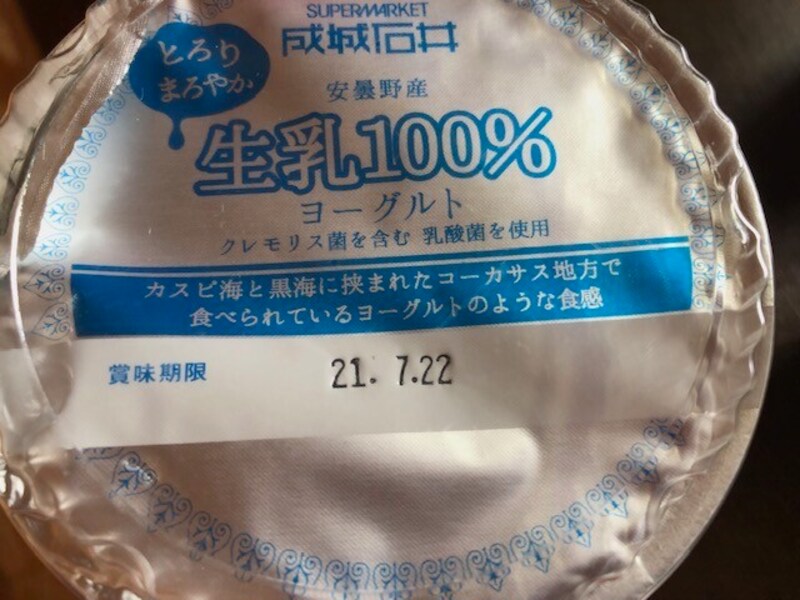 SUPERMARKET
成城石井
とろり
まろやか
安曇野産
生乳100%
ヨーグルト
クレモリス菌を含む 乳酸菌を使用
カスピ海と黒海に挟まれたコーカサス地方で
食べられているヨーグルトのような食感
賞味期限 21. 7.22